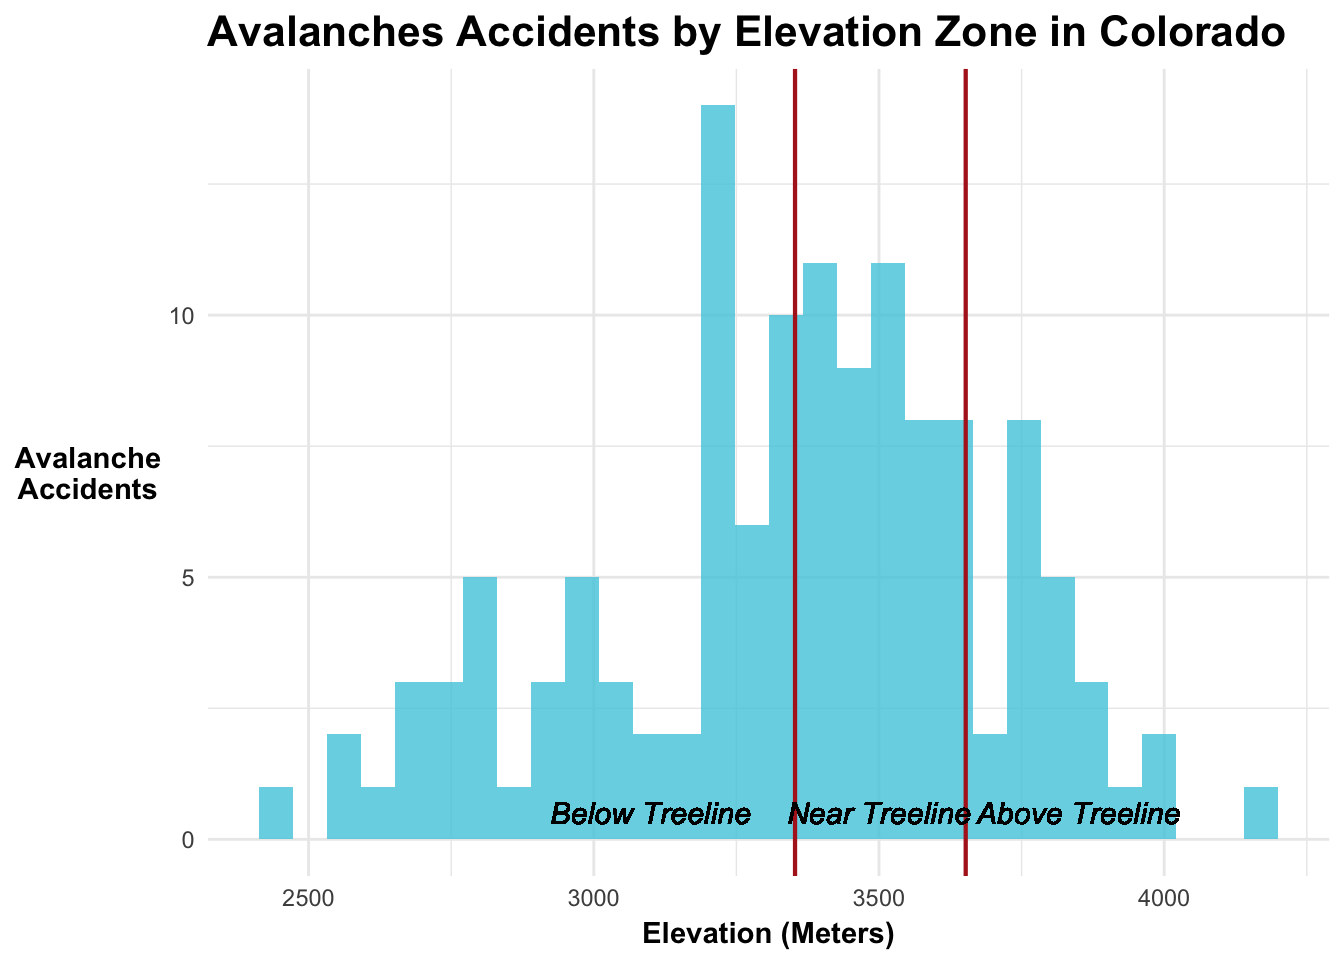 Avalanches Accidents by Elevation Zone in Colorado
10
5
0
Avalanche
Accidents
Below Treeline
Near Treeline
Above Treeline
2500
3000
3500
4000
Elevation (Meters)